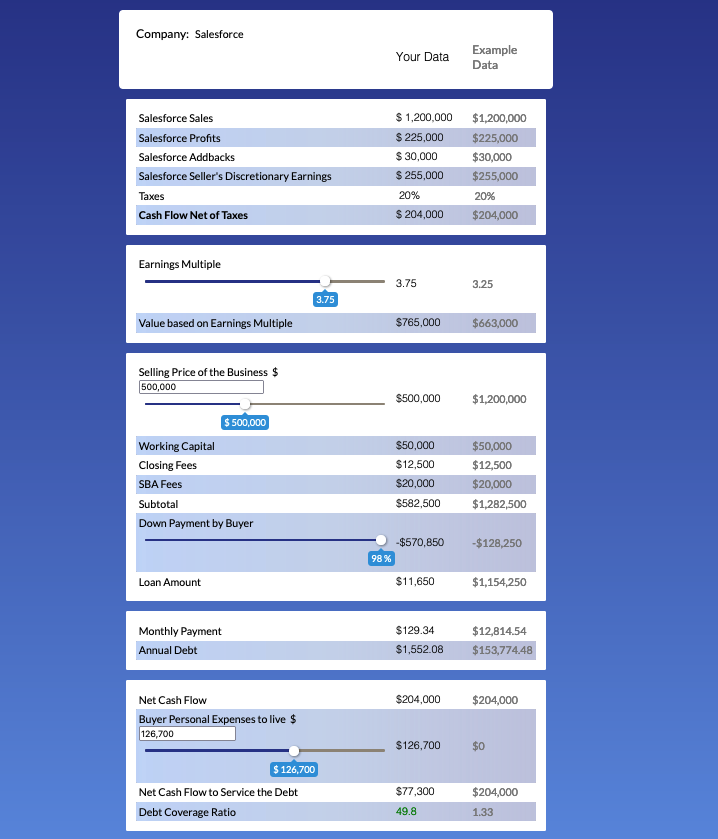 Company: Salesforce
Your Data Example Data
Salesforce Sales $ 1,200,000 $1,200,000
Salesforce Profits $ 225,000 $225,000
Salesforce Addbacks $ 30,000 $30,000
Salesforce Seller's Discretionary Earnings $ 255,000 $255,000
Taxes 20% 20%
Cash Flow Net of Taxes $ 204,000 $204,000
Earnings Multiple
3.75 3.25
3.75
Value based on Earnings Multiple $765,000 $663,000
Selling Price of the Business $
500,000
$500,000 $1,200,000
$ 500,000
Working Capital $50,000 $50,000
Closing Fees $12,500 $12,500
SBA Fees $20,000 $20,000
Subtotal $582,500 $1,282,500
Down Payment by Buyer
-$570,850 -$128,250
98 %
Loan Amount $11,650 $1,154,250
Monthly Payment $129.34 $12,814.54
Annual Debt $1,552.08 $153,774.48
Net Cash Flow $204,000 $204,000
Buyer Personal Expenses to live $
126,700
$126,700 $0
$ 126,700
Net Cash Flow to Service the Debt $77,300 $204,000
Debt Coverage Ratio 49.8 1.33